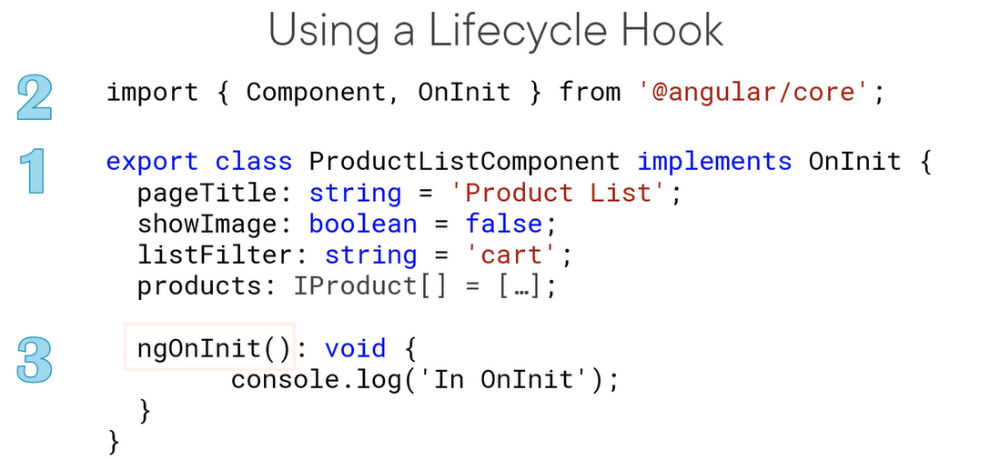 Using a Lifecycle Hook
2 import { Component, OnInit } from '@angular/core';
1 export class ProductListComponent implements OnInit {
pageTitle: string = 'Product List';
showImage: boolean = false;
listFilter: string = 'cart';
products: IProduct[] = […];
3 ngOnInit(): void {
console.log('In OnInit');
}
}